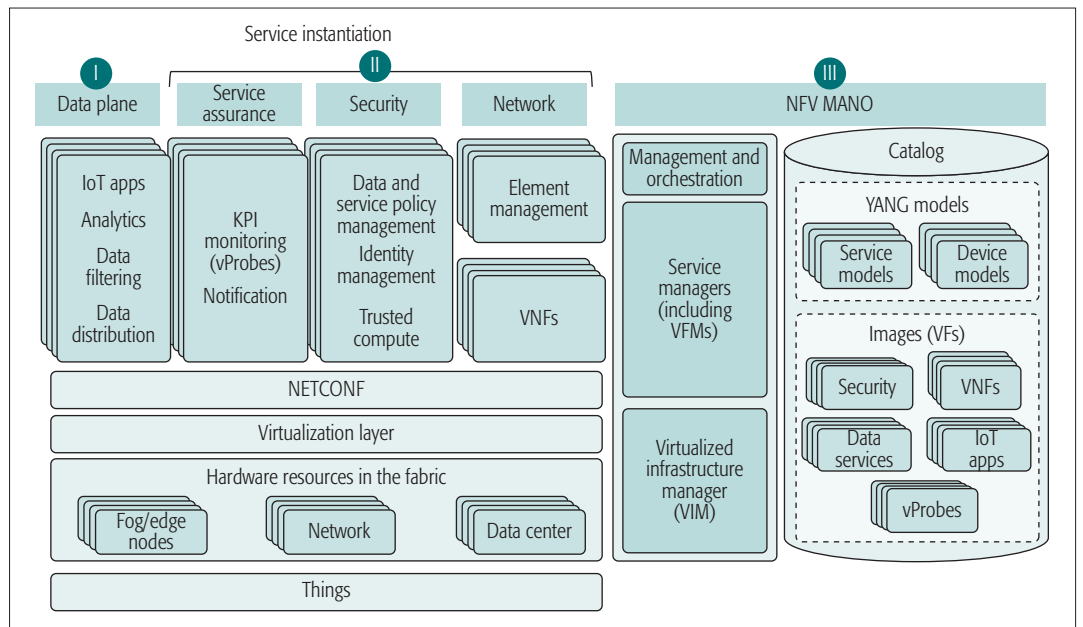 Service instantiation
I
II
III
Data plane
Service
assurance
Security
Network
NFV MANO
IoT apps
Analytics
Data
filtering
Data
distribution
KPI
monitoring
(vProbes)
Notification
Data and
service policy
management
Identity
management
Trusted
compute
Element
management
VNFs
NETCONF
Virtualization layer
Hardware resources in the fabric
Fog/edge
nodes
Network
Data center
Things
Management and
orchestration
Service
managers
(including
VFMs)
Virtualized
infrastructure
manager
(VIM)
Catalog
YANG models
Service
models
Device
models
Images (VFs)
Security
VNFs
Data
services
IoT
apps
vProbes